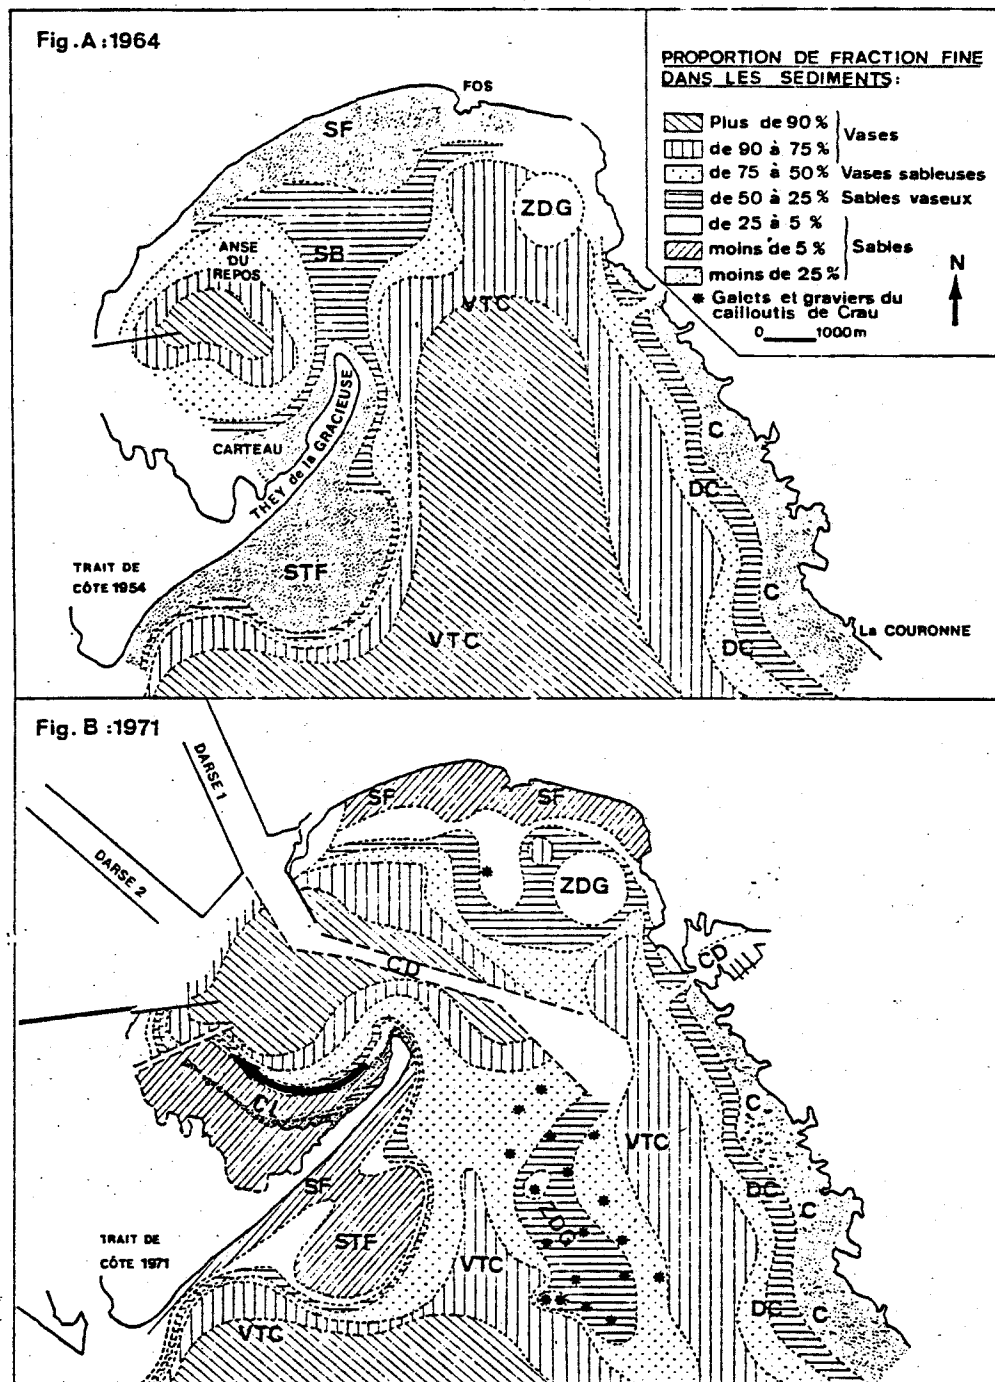 Fig.A:1964
PROPORTION DE FRACTION FINE
DANS LES SEDIMENTS:
Plus de 90%
de 90 à 75%
Vases
de 75 à 50% Vases sableuses
de 50 à 25% Sables vaseux
de 25 à 5%
moins de 5%
Sables
moins de 25%
* Galets et graviers du
cailloutis de Crau
0 1000m
N
FOS
SF
ZDG
ANSE
DU
REPOS
SB
VTC
CARTEAU
THEY de la GRACIEUSE
C
DC
STF
TRAIT DE
CÔTE 1954
C
VTC
DC
La COURONNE
Fig. B:1971
DARSE 1
DARSE 2
SF
SF
ZDG
CD
CD
CL
C
VTC
SF
DC
C
ZDG
STF
TRAIT DE
CÔTE 1971
VTC
DC
C
VTC